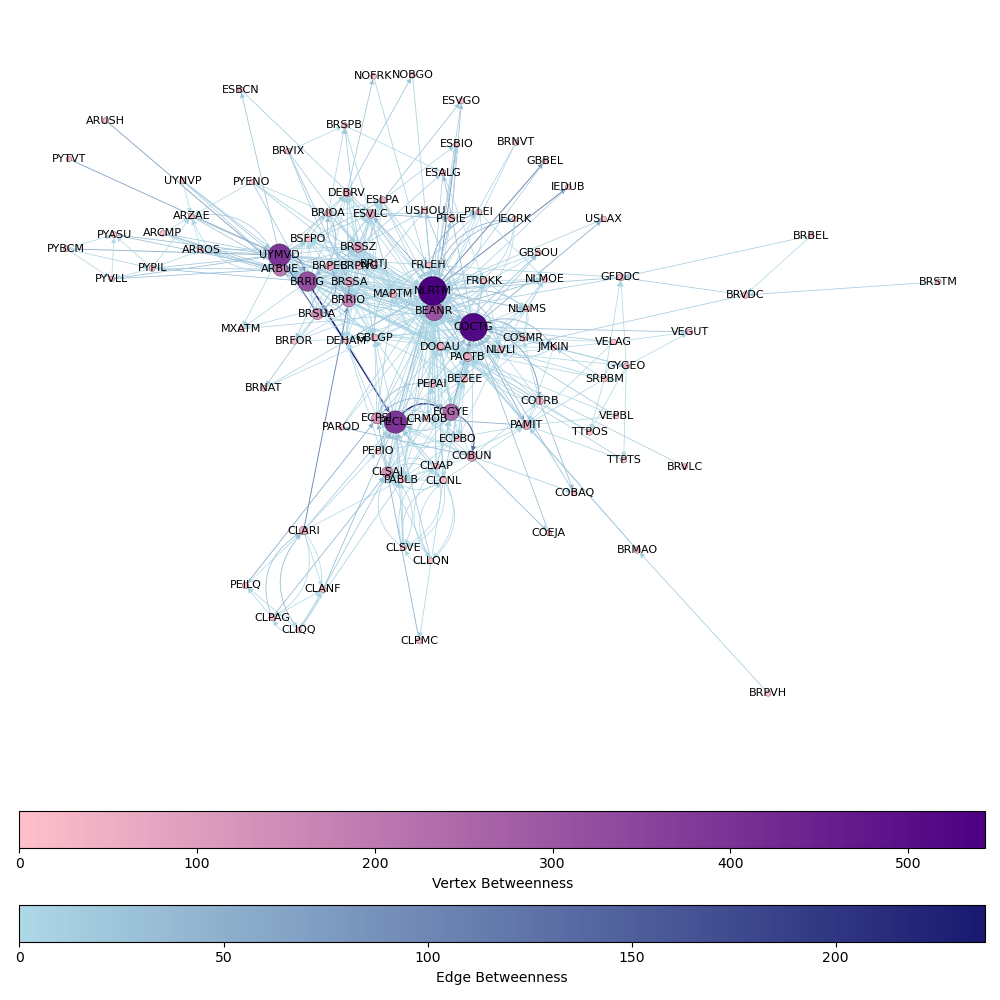 NOFRK
NOBGO
ESBCN
ESVGO
ARUSH
BRSPB
ESBIO
BRNVT
BRVIX
PYTVT
GBBEL
ESALG
UYNVP
PYENO
IEDUB
DEBRV
ESLPA
ARZAE
BRIOA
ESVLC
USHOU
PTSIE
PTLEI
IEORK
USLAX
PYASU
ARCMP
BSFPO
BRBEL
PYBCM
ARROS
BRSSZ
UYMVD
GBSOU
PYPIL
ARBUE
BRITJ
FRLEH
PYVLL
BRRIG
BRSSA
FRDKK
NLMOE
GFDDC
BRSTM
MAPTM
NLRTM
BRVDC
BRRIO
BRSUA
BEANR
NLAMS
MXATM
COCTG
VEGUT
BRFOR
DEHAM
GBLGP
COSMR
DOCAU
NLVLI
JMKIN
VELAG
PACTB
GYGEO
BRNAT
PEPAI
BEZEE
SRPBM
COTRB
ECGYE
VEPBL
ECPSJ
PECLL
CRMOB
PAROD
PAMIT
TTPOS
ECPBO
PEPIO
COBUN
TTPTS
CLSAI
CLVAP
BRVLC
PABLB
CLCNL
COBAQ
CLARI
COEJA
CLSVE
BRMAO
CLLQN
PEILQ
CLANF
CLPAG
CLIQQ
CLPMC
BRPVH
0 100 200 300 400 500
Vertex Betweenness
0 50 100 150 200
Edge Betweenness